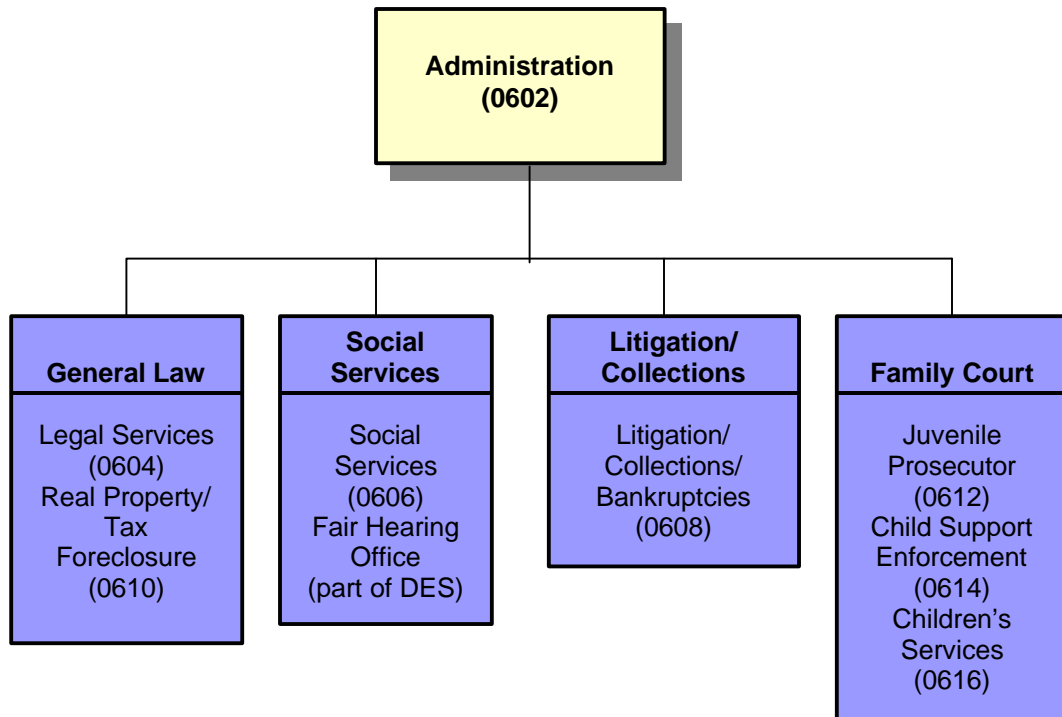 Administration
(0602)
General Law
Legal Services
(0604)
Real Property/
Tax
Foreclosure
(0610)
Social
Services
Social
Services
(0606)
Fair Hearing
Office
(part of DES)
Litigation/
Collections
Litigation/
Collections/
Bankruptcies
(0608)
Family Court
Juvenile
Prosecutor
(0612)
Child Support
Enforcement
(0614)
Children’s
Services
(0616)